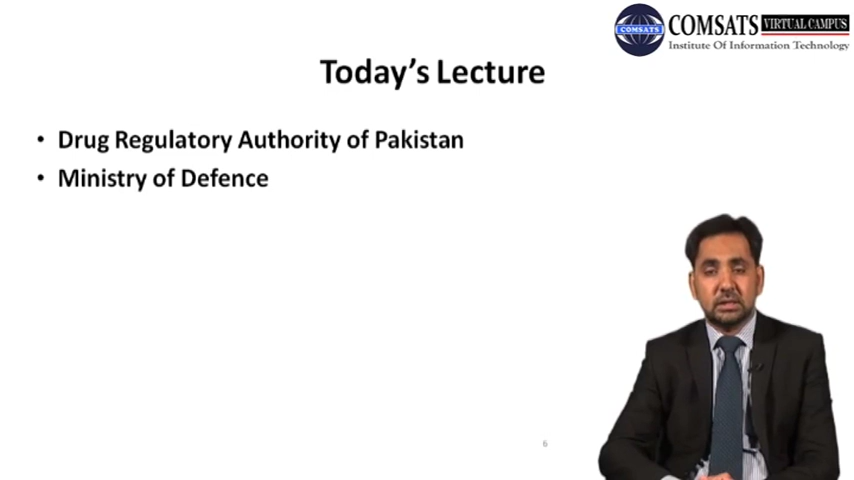 COMSATS
COMSATS VIRTUAL CAMPUS
Institute Of Information Technology
Today's Lecture
• Drug Regulatory Authority of Pakistan
• Ministry of Defence
6